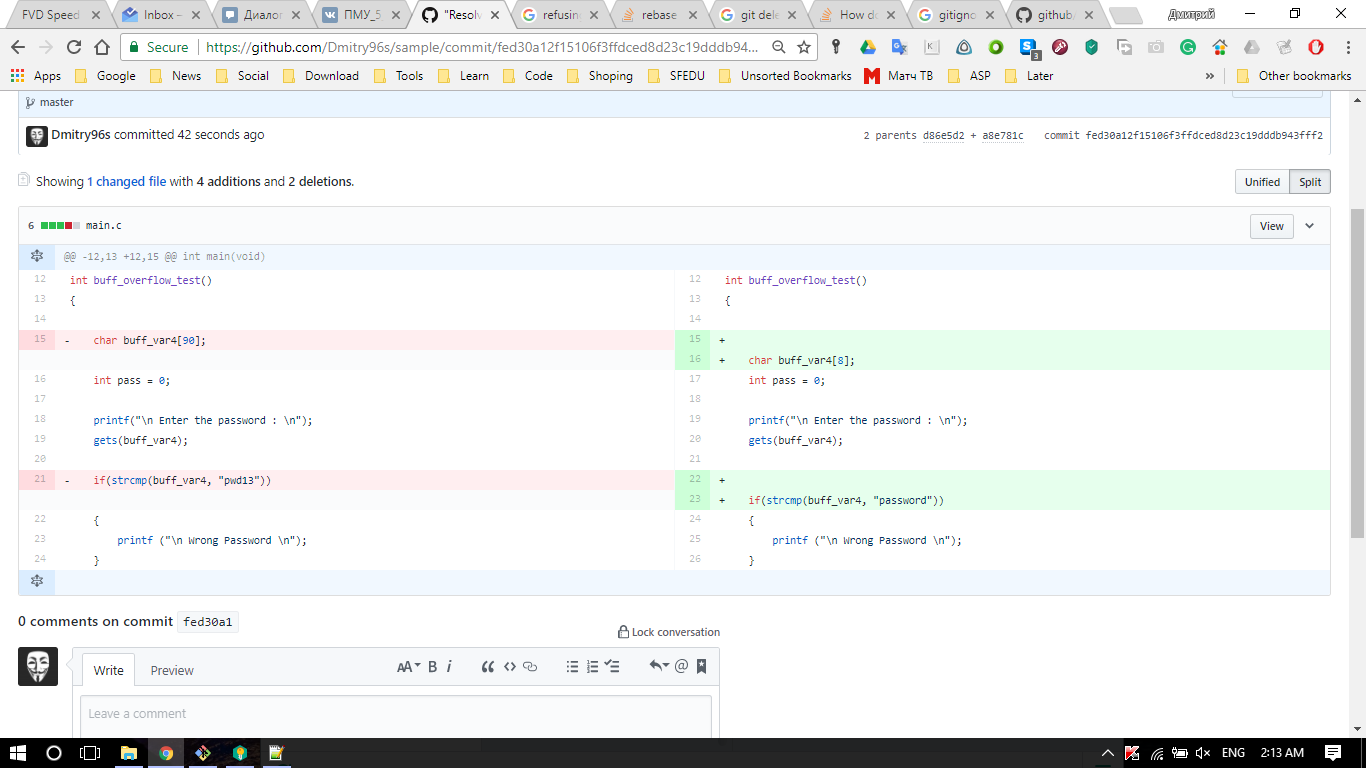 FVD Speed
Inbox –
Диалог
ПМУ_5
"Resolv
refusing
rebase
git dele
How do
gitigno
github
Дмитрий
Secure https://github.com/Dmitry96s/sample/commit/fed30a12f15106f3ffdced8d23c19dddb94...
3
Apps Google News Social Download Tools Learn Code Shoping SFEDU Unsorted Bookmarks Матч ТВ ASP Later » Other bookmarks
master
Dmitry96s committed 42 seconds ago 2 parents d86e5d2 + a8e781c commit fed30a12f15106f3ffdced8d23c19dddb943fff2
Showing 1 changed file with 4 additions and 2 deletions. Unified Split
6 main.c View
@@ -12,13 +12,15 @@ int main(void)
12 int buff_overflow_test() 12 int buff_overflow_test()
13 { 13 {
14 14
15 - char buff_var4[90]; 15 +
16 + char buff_var4[8];
16 int pass = 0; 17 int pass = 0;
17 18
18 printf("\n Enter the password : \n"); 19 printf("\n Enter the password : \n");
19 gets(buff_var4); 20 gets(buff_var4);
20 21
21 - if(strcmp(buff_var4, "pwd13")) 22 +
23 + if(strcmp(buff_var4, "password"))
22 { 24 {
23 printf ("\n Wrong Password \n"); 25 printf ("\n Wrong Password \n");
24 } 26 }
0 comments on commit fed30a1
Lock conversation
Write Preview AA B i “ <> @
Leave a comment
ENG 2:13 AM